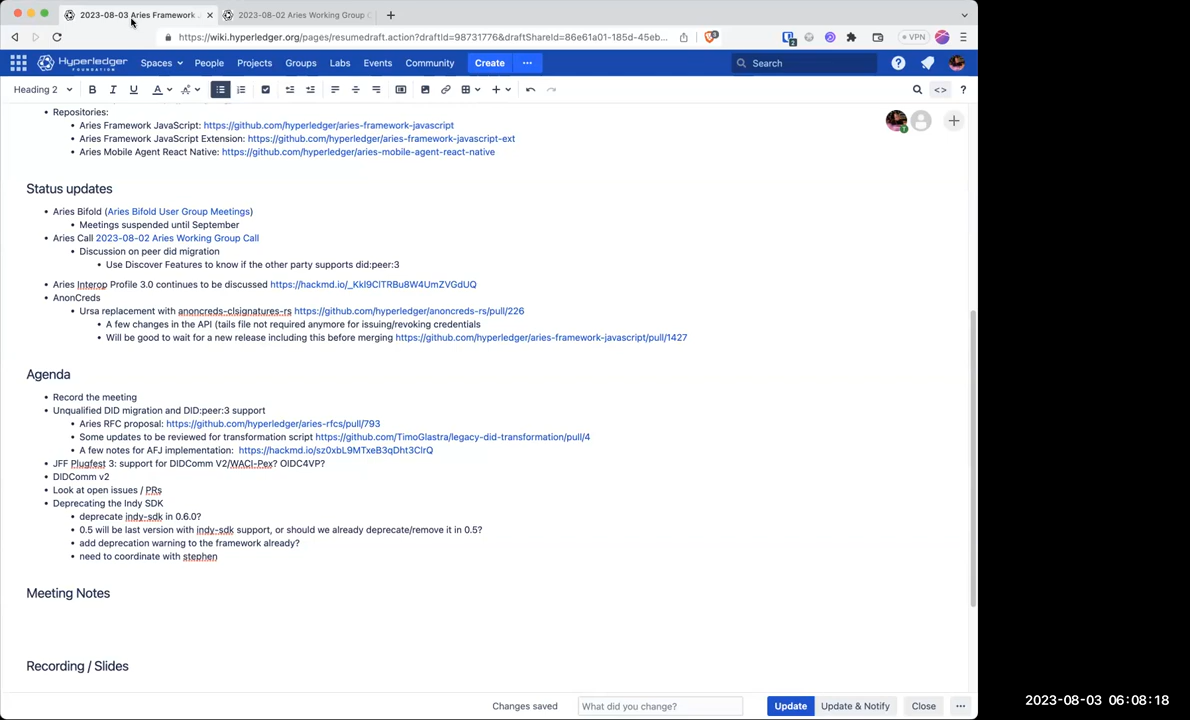 2023-08-03 Aries Framework
2023-08-02 Aries Working Group C
https://wiki.hyperledger.org/pages/resumedraft.action?draftId=98731776&draftShareId=86e61a01-185d-45eb...
VPN
HYPERLEDGER
FOUNDATION
Spaces
People
Projects
Groups
Labs
Events
Community
Create
Search
Heading 2
B I U A
Repositories:
Aries Framework JavaScript: https://github.com/hyperledger/aries-framework-javascript
Aries Framework JavaScript Extension: https://github.com/hyperledger/aries-framework-javascript-ext
Aries Mobile Agent React Native: https://github.com/hyperledger/aries-mobile-agent-react-native
Status updates
Aries Bifold (Aries Bifold User Group Meetings)
Meetings suspended until September
Aries Call 2023-08-02 Aries Working Group Call
Discussion on peer did migration
Use Discover Features to know if the other party supports did:peer:3
Aries Interop Profile 3.0 continues to be discussed https://hackmd.io/_KkI9ClTRBu8W4UmZVGdUQ
AnonCreds
Ursa replacement with anoncreds-clsignatures-rs https://github.com/hyperledger/anoncreds-rs/pull/226
A few changes in the API (tails file not required anymore for issuing/revoking credentials
Will be good to wait for a new release including this before merging https://github.com/hyperledger/aries-framework-javascript/pull/1427
Agenda
Record the meeting
Unqualified DID migration and DID:peer:3 support
Aries RFC proposal: https://github.com/hyperledger/aries-rfcs/pull/793
Some updates to be reviewed for transformation script https://github.com/TimoGlastra/legacy-did-transformation/pull/4
A few notes for AFJ implementation: https://hackmd.io/sz0xbL9MTxeB3qDht3ClrQ
JFF Plugfest 3: support for DIDComm V2/WACI-Pex? OIDC4VP?
DIDComm v2
Look at open issues / PRs
Deprecating the Indy SDK
deprecate indy-sdk in 0.6.0?
0.5 will be last version with indy-sdk support, or should we already deprecate/remove it in 0.5?
add deprecation warning to the framework already?
need to coordinate with stephen
Meeting Notes
Recording / Slides
Changes saved
What did you change?
Update
Update & Notify
Close
2023-08-03 06:08:18